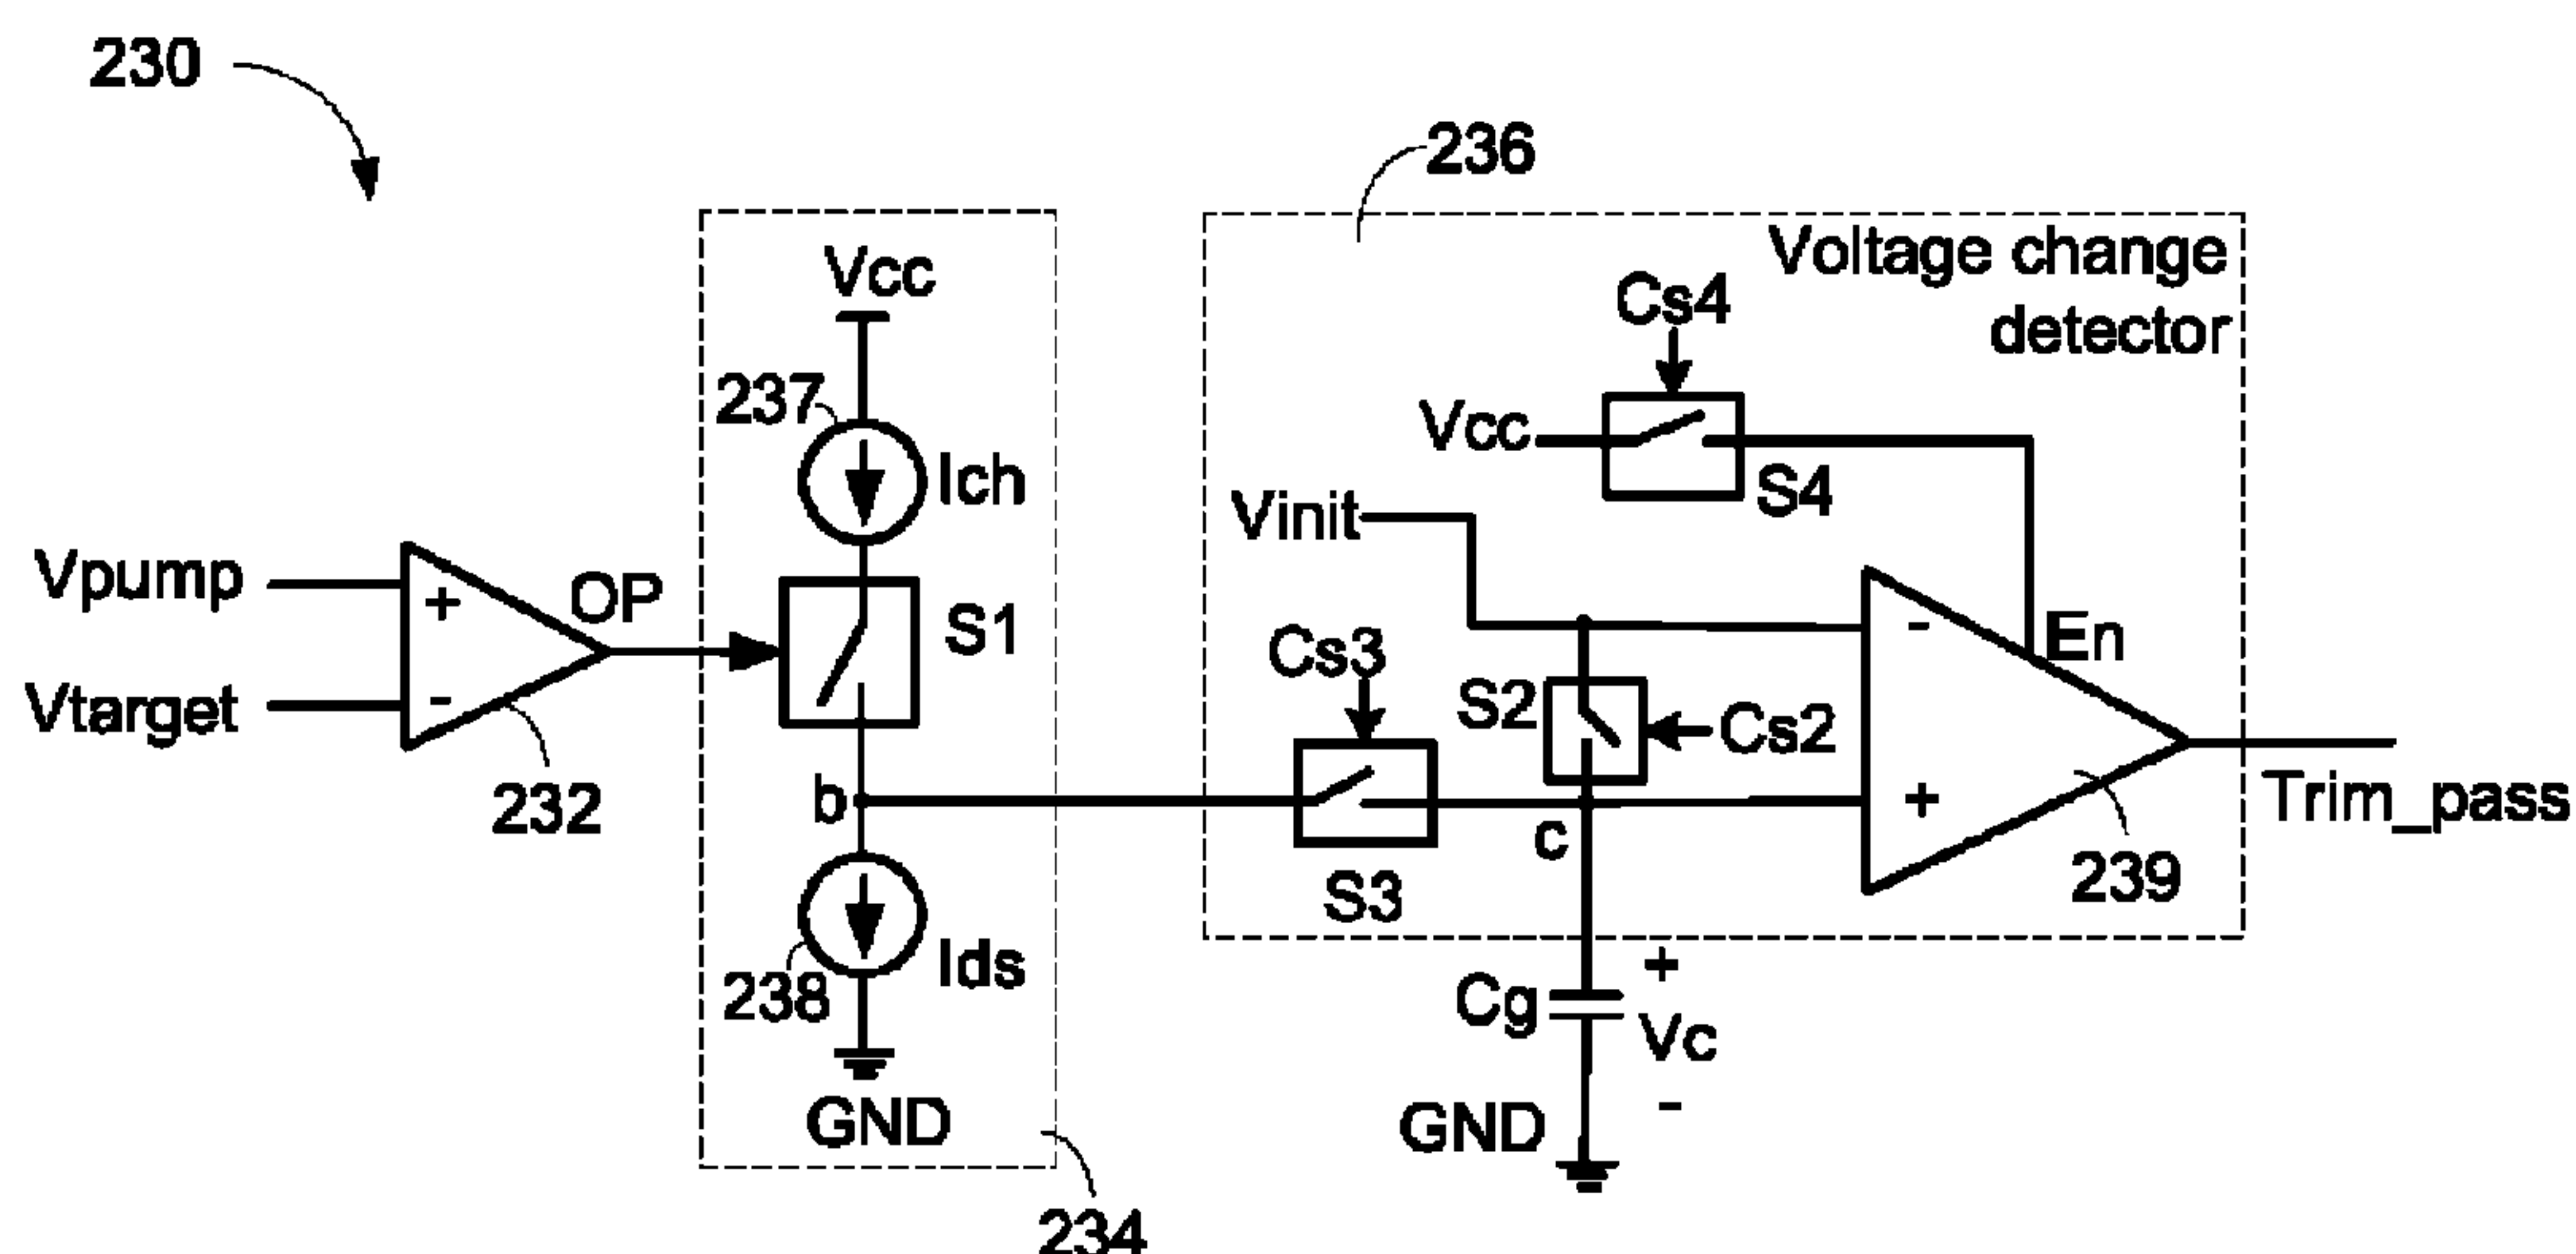 230
236
Voltage change
detector
Vcc
Cs4
237
Ich
Vcc
S4
Vinit
Vpump
+
OP
S1
-
En
Cs3
S2
Cs2
Vtarget
-
232
b
c
+
Trim_pass
S3
239
238
Ids
Cg
+
Vc
-
GND
GND
234